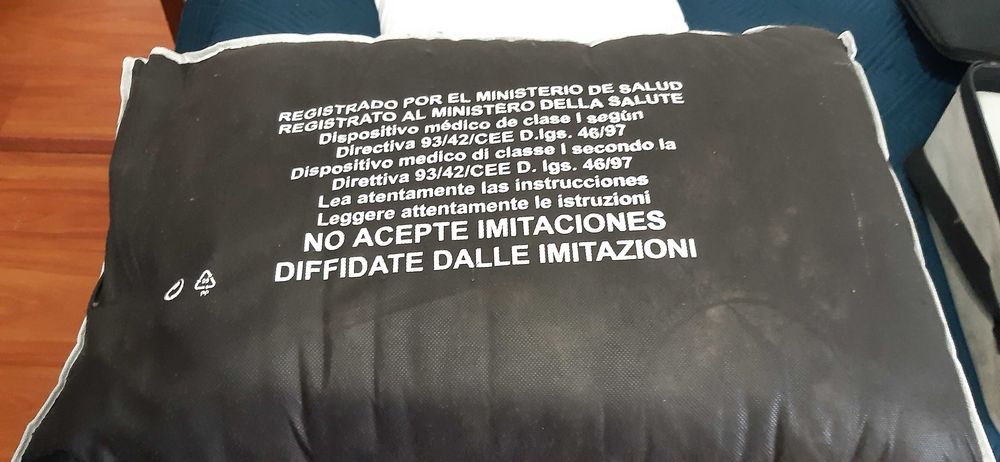 REGISTRADO POR EL MINISTERIO DE SALUD
REGISTRATO AL MINISTERO DELLA SALUTE
Dispositivo médico de clase I según
Directiva 93/42/CEE D.lgs. 46/97
Dispositivo medico di classe I secondo la
Direttiva 93/42/CEE D. lgs. 46/97
Lea atentamente las instrucciones
Leggere attentamente le istruzioni
NO ACEPTE IMITACIONES
DIFFIDATE DALLE IMITAZIONI
PP